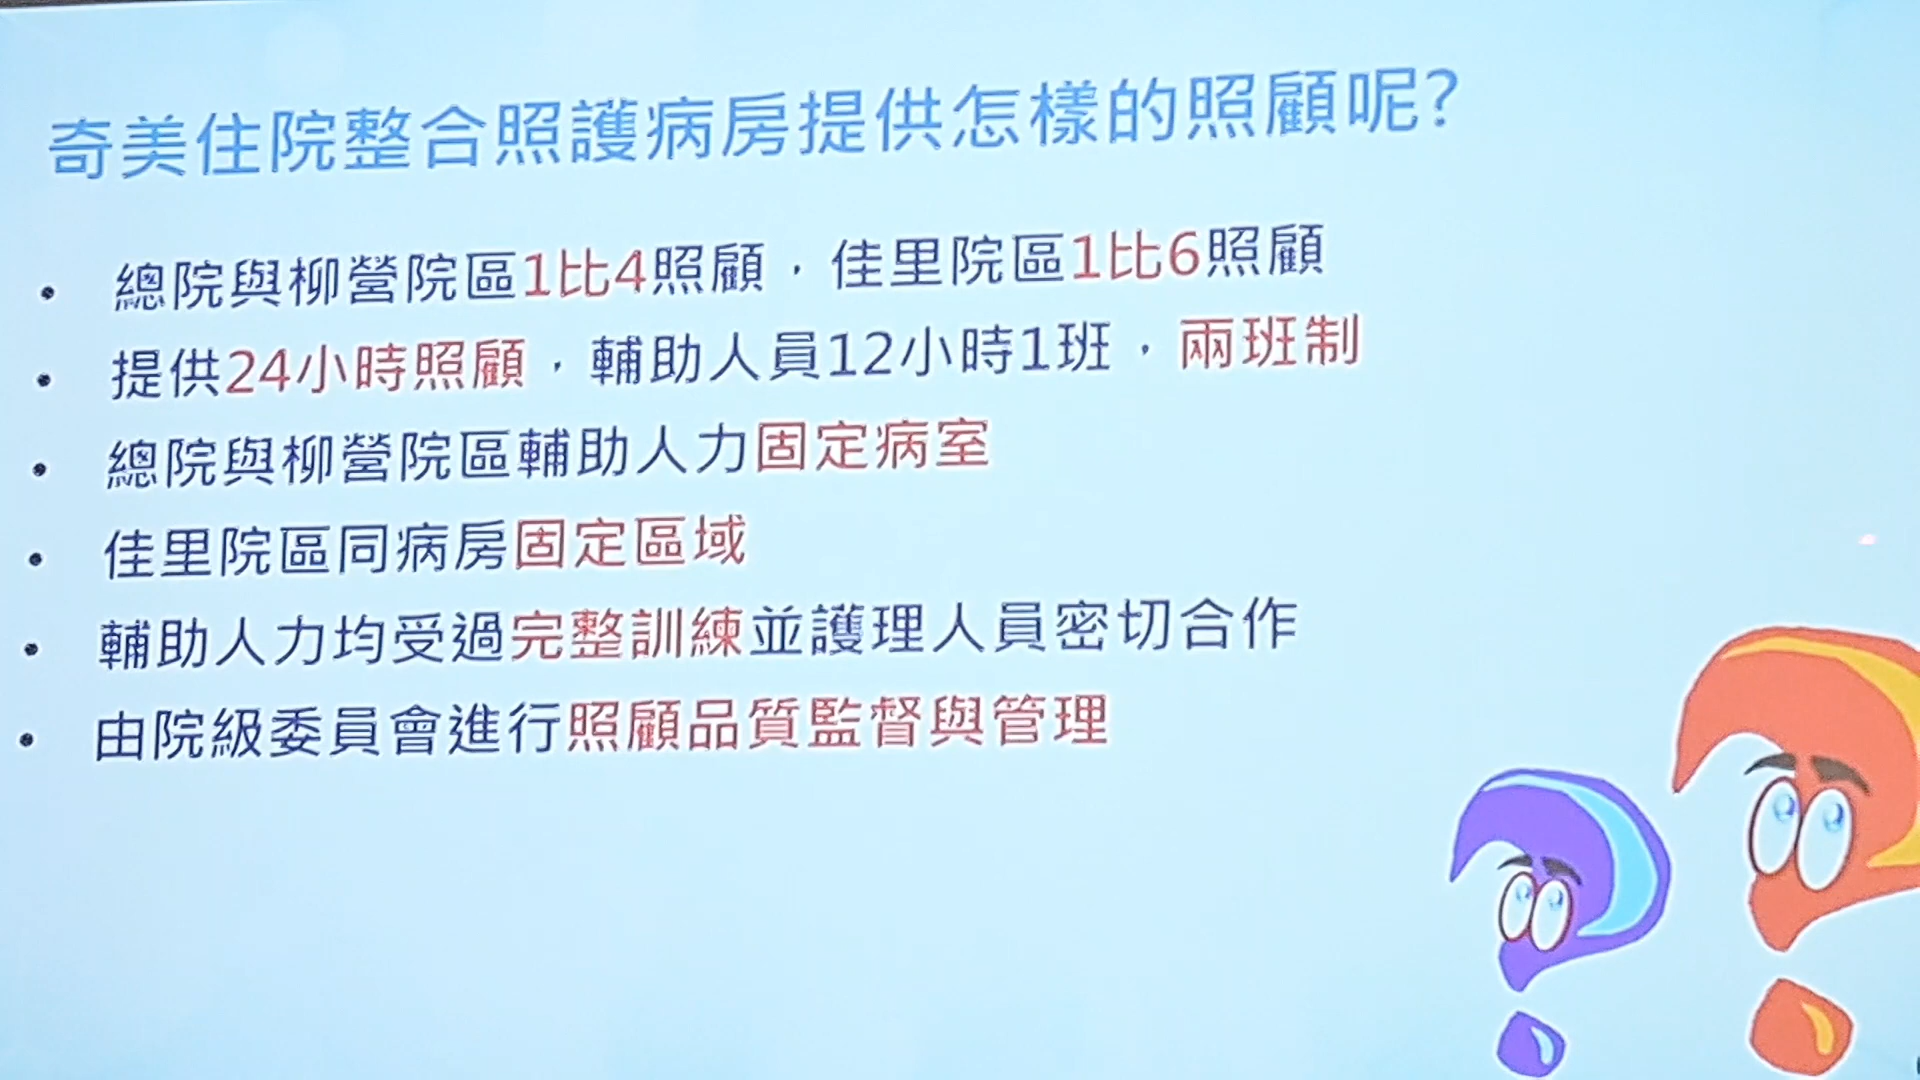 奇美住院整合照護病房提供怎樣的照顧呢?
• 總院與柳營院區1比4照顧，佳里院區1比6照顧
• 提供24小時照顧，輔助人員12小時1班，兩班制
• 總院與柳營院區輔助人力固定病室
• 佳里院區同病房固定區域
• 輔助人力均受過完整訓練並護理人員密切合作
• 由院級委員會進行照顧品質監督與管理